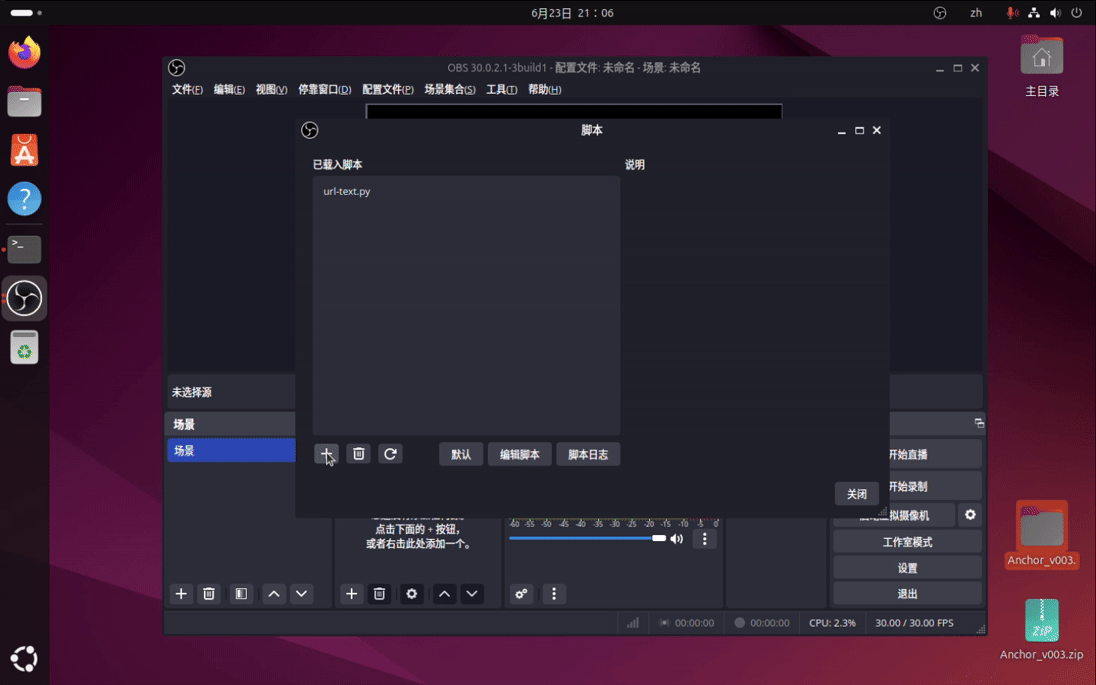 6月23日 21：06
zh
OBS 30.0.2.1-3build1 - 配置文件: 未命名 - 场景: 未命名
文件(F) 编辑(E) 视图(V) 停靠窗口(D) 配置文件(P) 场景集合(S) 工具(T) 帮助(H)
主目录
脚本
已载入脚本
说明
url-text.py
默认
编辑脚本
脚本日志
关闭
未选择源
场景
场景
点击下面的 + 按钮，
或者右击此处添加一个。
-60 -55 -50 -45 -40 -35 -30 -25 -20 -15 -10 -5 0
开始直播
开始录制
虚拟摄像机
工作室模式
设置
退出
00:00:00
00:00:00
CPU: 2.3%
30.00 / 30.00 FPS
Anchor_v003.
ZIP
Anchor_v003.zip